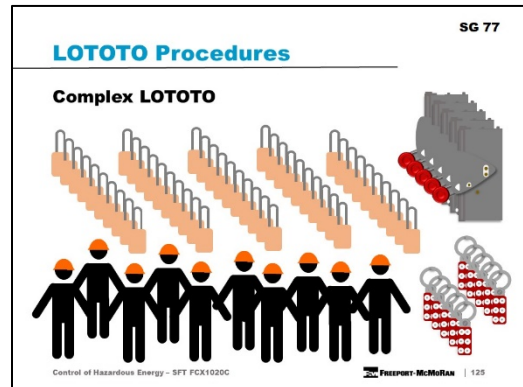 SG 77
LOTOTO Procedures
Complex LOTOTO
Control of Hazardous Energy – SFT FCX1020C
FREEPORT-MCMORAN | 125